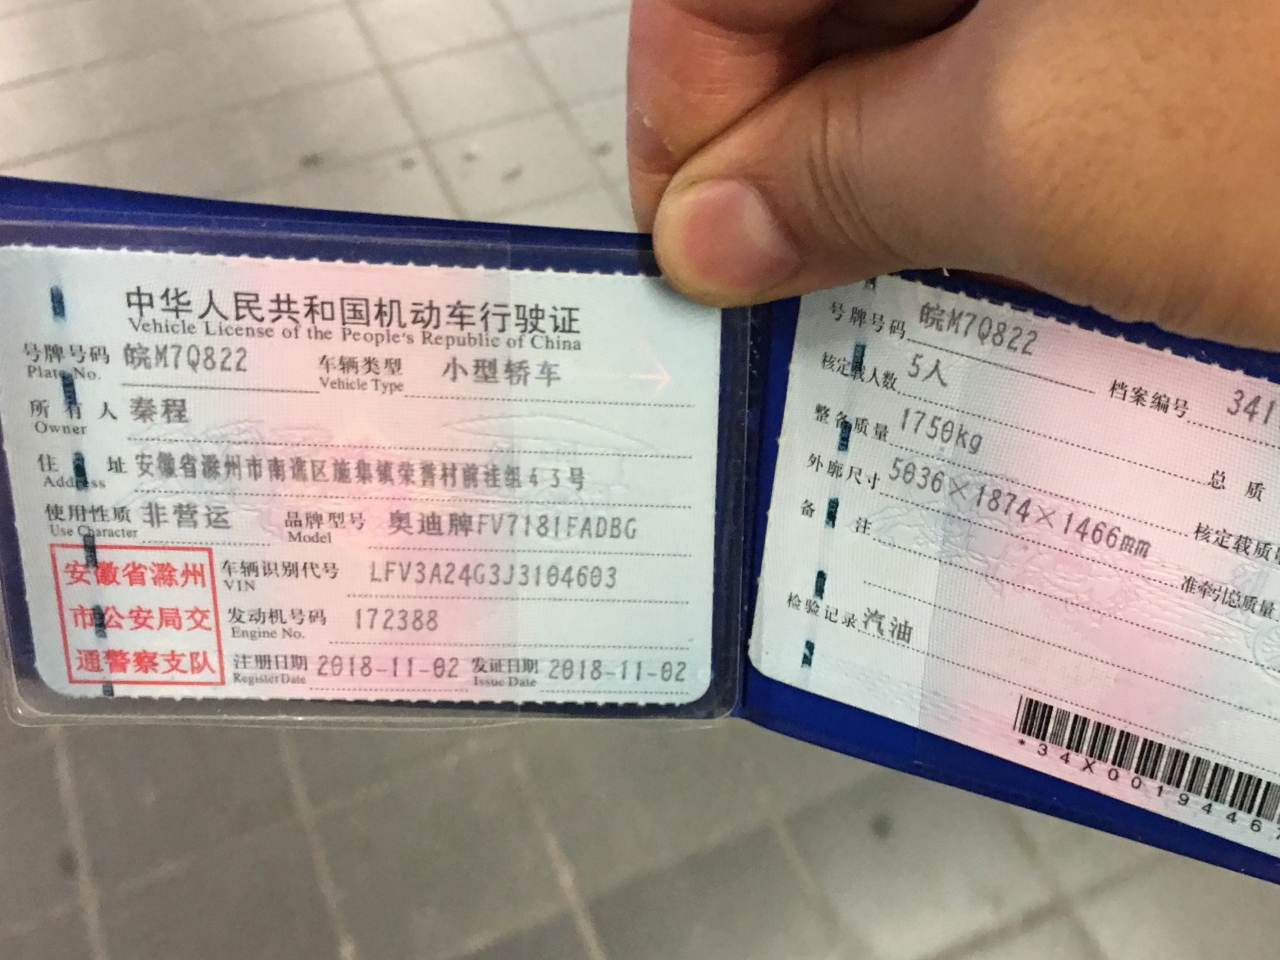 中华人民共和国机动车行驶证
Vehicle License of the People's Republic of China
号牌号码 皖M7Q822 车辆类型 小型轿车
Plate No. Vehicle Type
所有人 秦程
Owner
住址 安徽省滁州市南谯区施集镇荣誉村前洼组43号
Address
使用性质 非营运 品牌型号 奥迪牌FV7181FADBG
Use Character Model
安徽省滁州
市公安局交
通警察支队
车辆识别代号 LFV3A24G3J3104603
VIN
发动机号码 172388
Engine No.
注册日期 2018-11-02 发证日期 2018-11-02
Register Date Issue Date
号牌号码 皖M7Q822 档案编号 341
核定载人数 5人
整备质量 1750kg 总质
外廓尺寸 5036×1874×1466mm 核定载质
备注 准牵引总质量
检验记录 汽油
*34X0019446